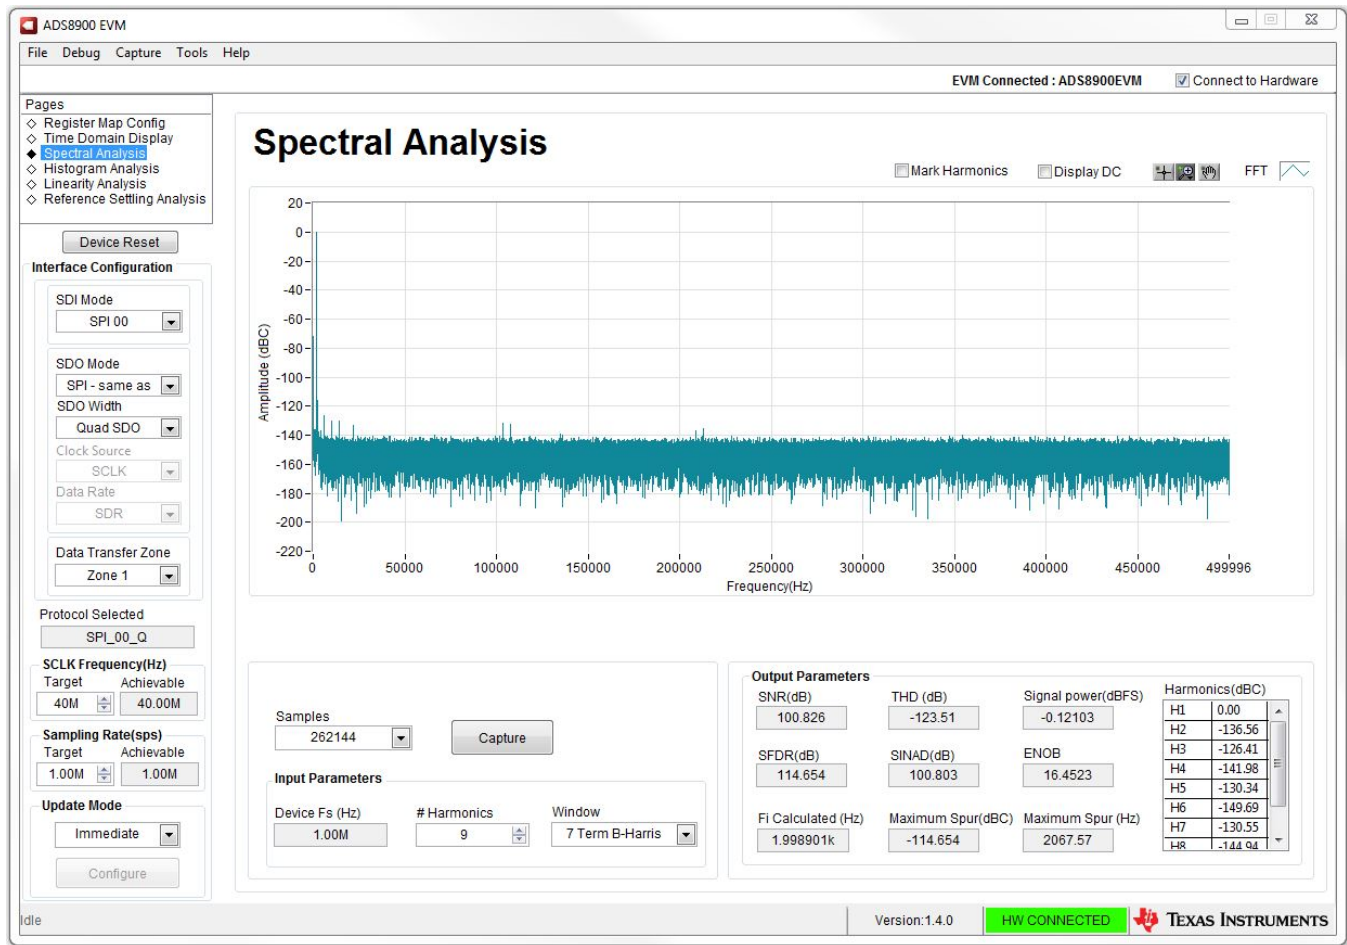 ADS8900 EVM
File Debug Capture Tools Help
EVM Connected : ADS8900EVM Connect to Hardware
Pages
Register Map Config
Time Domain Display
Spectral Analysis
Histogram Analysis
Linearity Analysis
Reference Settling Analysis
Device Reset
Interface Configuration
SDI Mode
SPI 00
SDO Mode
SPI - same as
SDO Width
Quad SDO
Clock Source
SCLK
Data Rate
SDR
Data Transfer Zone
Zone 1
Protocol Selected
SPI_00_Q
SCLK Frequency(Hz)
Target Achievable
40M 40.00M
Sampling Rate(sps)
Target Achievable
1.00M 1.00M
Update Mode
Immediate
Configure
Spectral Analysis
Mark Harmonics Display DC FFT
Amplitude (dBC)
20
0
-20
-40
-60
-80
-100
-120
-140
-160
-180
-200
-220
0 50000 100000 150000 200000 250000 300000 350000 400000 450000 499996
Frequency(Hz)
Samples
262144
Capture
Input Parameters
Device Fs (Hz) # Harmonics Window
1.00M 9 7 Term B-Harris
Output Parameters
SNR(dB) THD (dB) Signal power(dBFS)
100.826 -123.51 -0.12103
SFDR(dB) SINAD(dB) ENOB
114.654 100.803 16.4523
Fi Calculated (Hz) Maximum Spur(dBC) Maximum Spur (Hz)
1.998901k -114.654 2067.57
Harmonics(dBC)
H1 0.00
H2 -136.56
H3 -126.41
H4 -141.98
H5 -130.34
H6 -149.69
H7 -130.55
H8 -144.94
Idle
Version:1.4.0 HW CONNECTED TEXAS INSTRUMENTS